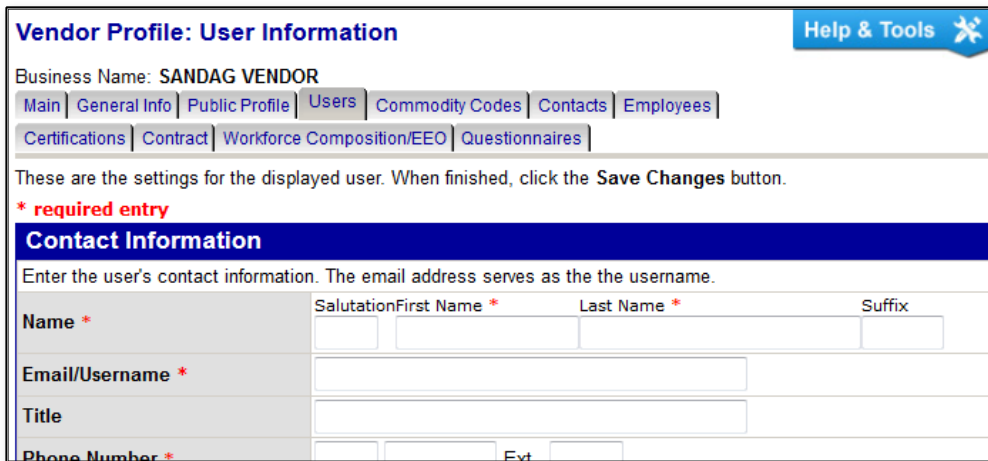 Vendor Profile: User Information
Help & Tools
Business Name: SANDAG VENDOR
Main General Info Public Profile Users Commodity Codes Contacts Employees
Certifications Contract Workforce Composition/EEO Questionnaires
These are the settings for the displayed user. When finished, click the Save Changes button.
* required entry
Contact Information
Enter the user's contact information. The email address serves as the the username.
Salutation First Name * Last Name * Suffix
Name *
Email/Username *
Title
Phone Number * Ext